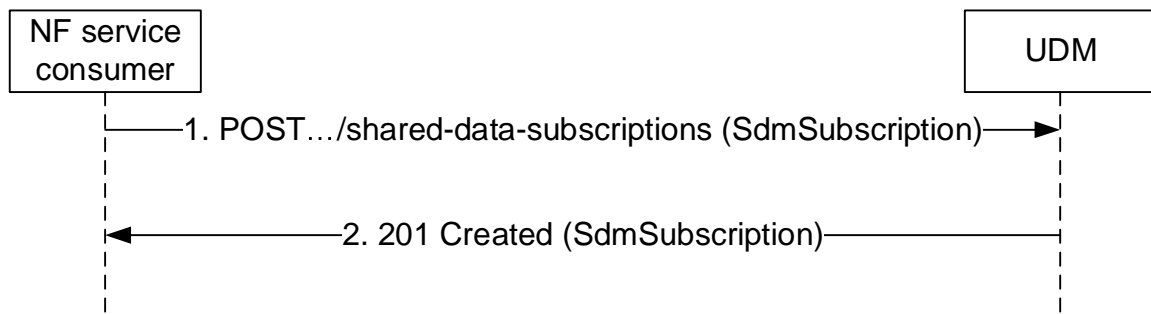 NF service
consumer
UDM
1. POST…/shared-data-subscriptions (SdmSubscription)
2. 201 Created (SdmSubscription)